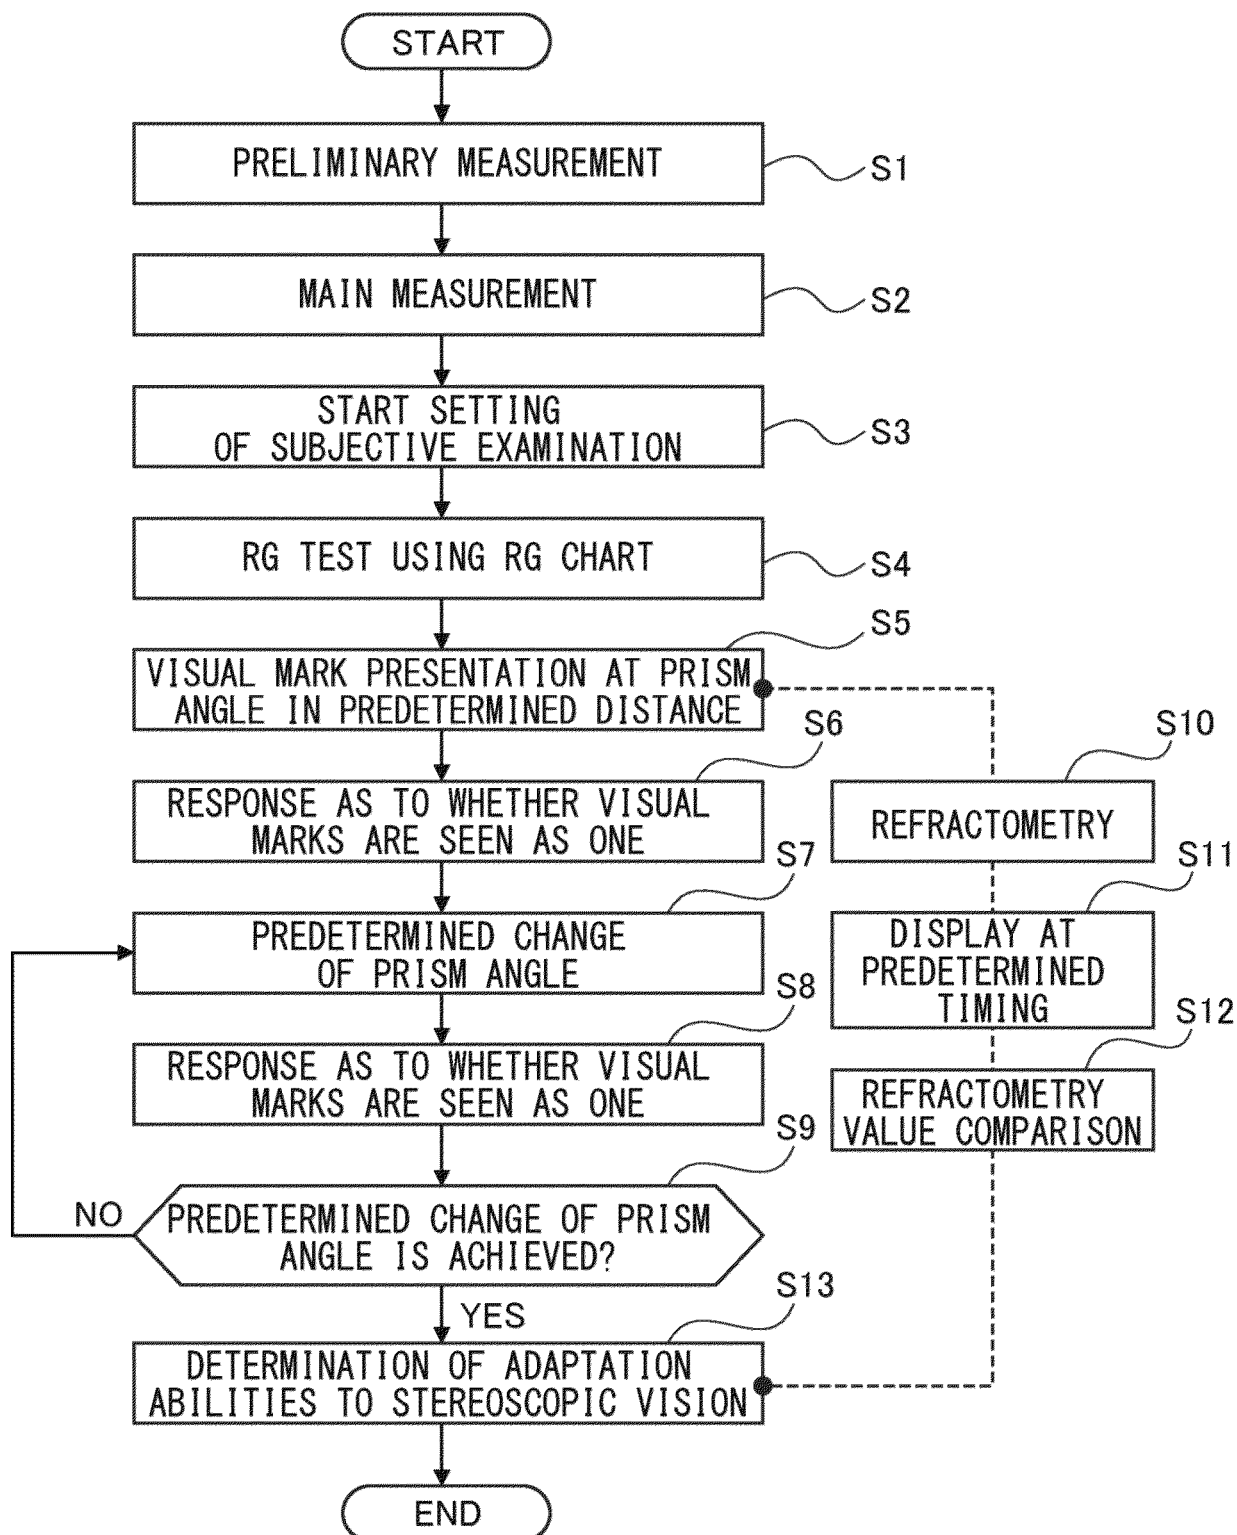 START
PRELIMINARY MEASUREMENT
S1
MAIN MEASUREMENT
S2
START SETTING
OF SUBJECTIVE EXAMINATION
S3
RG TEST USING RG CHART
S4
S5
VISUAL MARK PRESENTATION AT PRISM
ANGLE IN PREDETERMINED DISTANCE
S6
RESPONSE AS TO WHETHER VISUAL
MARKS ARE SEEN AS ONE
S7
PREDETERMINED CHANGE
OF PRISM ANGLE
S8
RESPONSE AS TO WHETHER VISUAL
MARKS ARE SEEN AS ONE
S9
PREDETERMINED CHANGE OF PRISM
ANGLE IS ACHIEVED?
NO
YES
S10
REFRACTOMETRY
S11
DISPLAY AT
PREDETERMINED
TIMING
S12
REFRACTOMETRY
VALUE COMPARISON
S13
DETERMINATION OF ADAPTATION
ABILITIES TO STEREOSCOPIC VISION
END